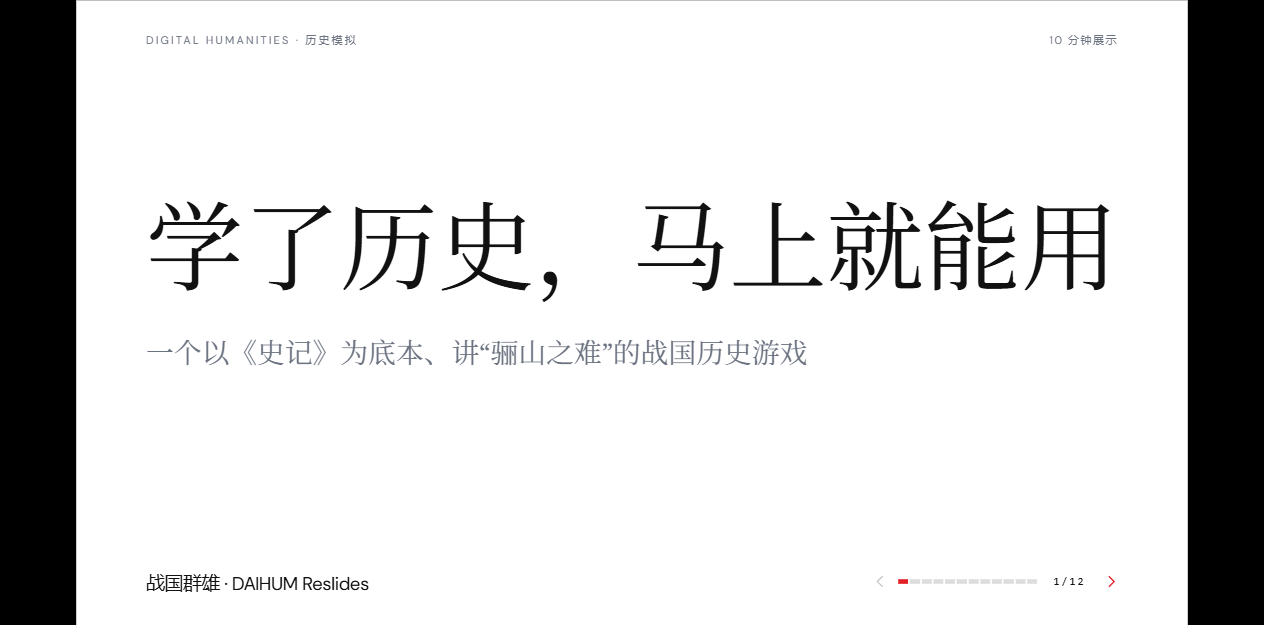 DIGITAL HUMANITIES · 历史模拟
10 分钟展示
学了历史，马上就能用
一个以《史记》为底本、讲“骊山之难”的战国历史游戏
战国群雄 · DAIHUM Reslides
1/12